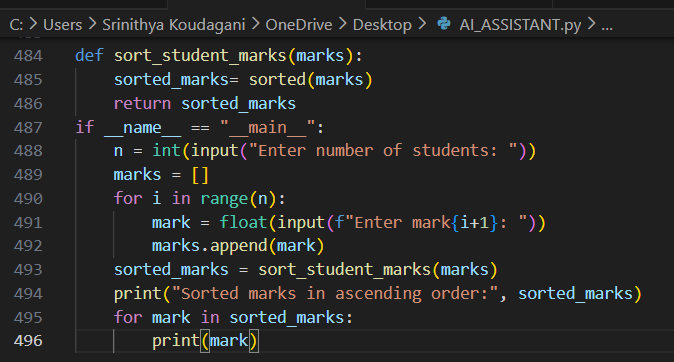 C: > Users > Srinithya Koudagani > OneDrive > Desktop > AI_ASSISTANT.py > ...
484 def sort_student_marks(marks):
485     sorted_marks= sorted(marks)
486     return sorted_marks
487 if __name__ == "__main__":
488     n = int(input("Enter number of students: "))
489     marks = []
490     for i in range(n):
491         mark = float(input(f"Enter mark{i+1}: "))
492         marks.append(mark)
493     sorted_marks = sort_student_marks(marks)
494     print("Sorted marks in ascending order:", sorted_marks)
495     for mark in sorted_marks:
496         print(mark)